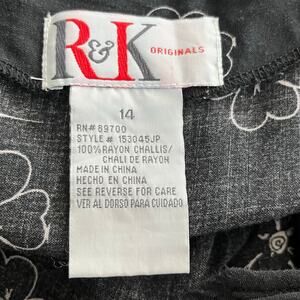 R&K ORIGINALS
14
RN# 89700
STYLE # 153045JP
100% RAYON CHALLIS/
CHALI DE RAYON
MADE IN CHINA
HECHO EN CHINA
SEE REVERSE FOR CARE
VER AL DORSO PARA CUIDADO